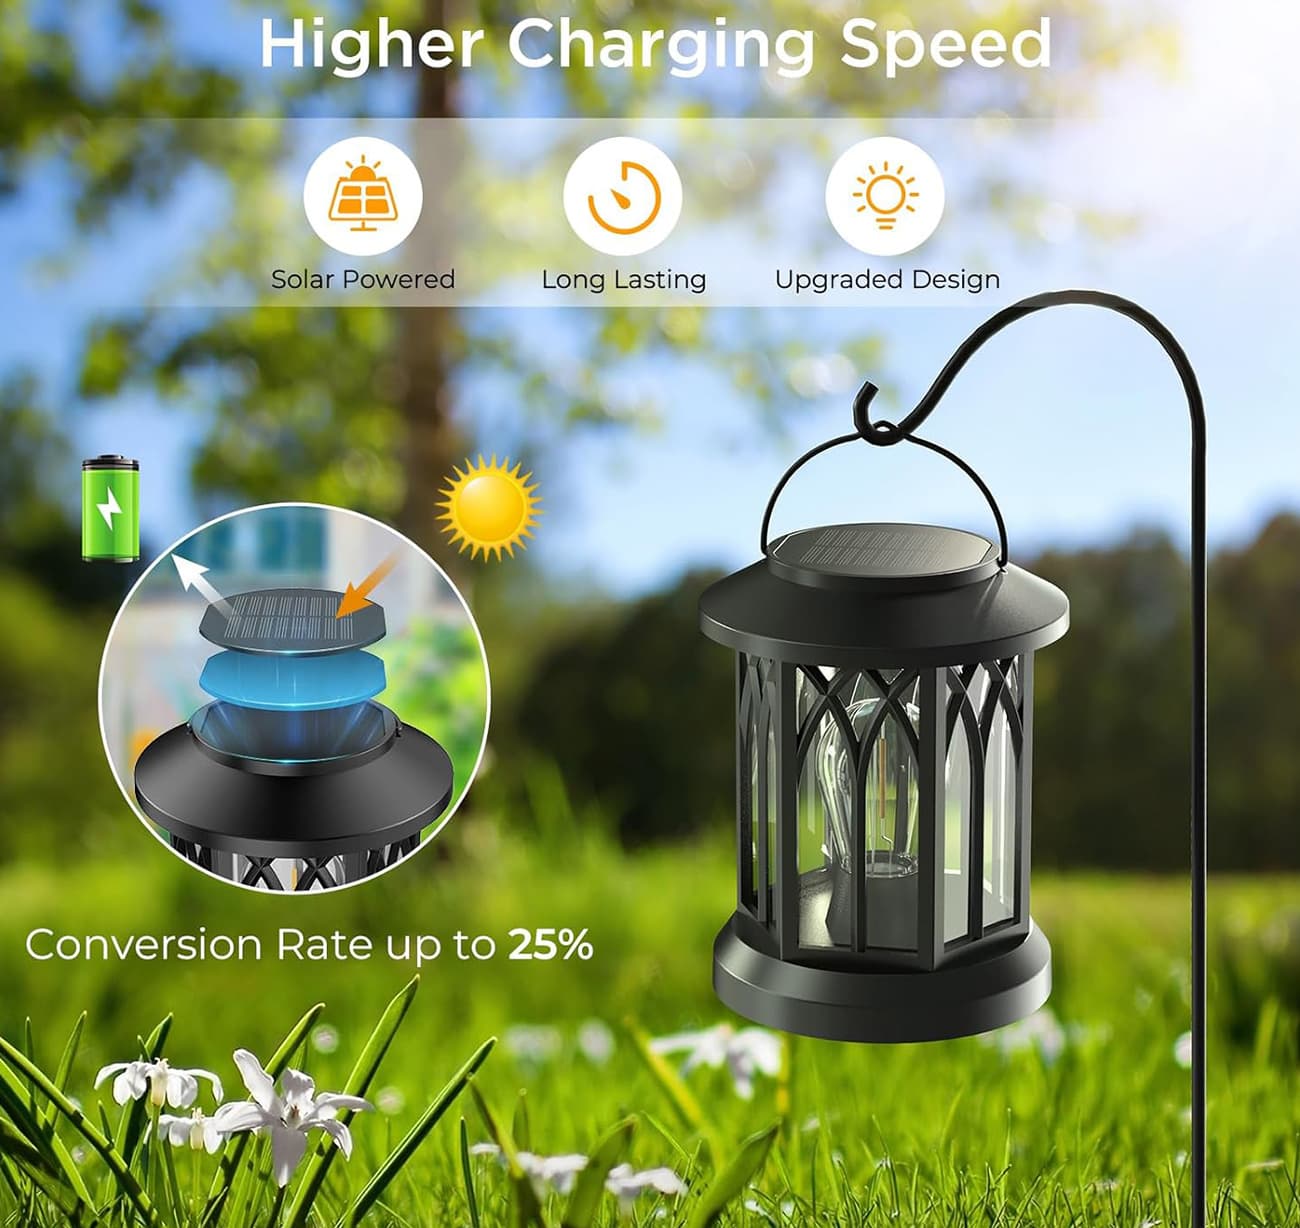 Higher Charging Speed
Solar Powered
Long Lasting
Upgraded Design
Conversion Rate up to 25%